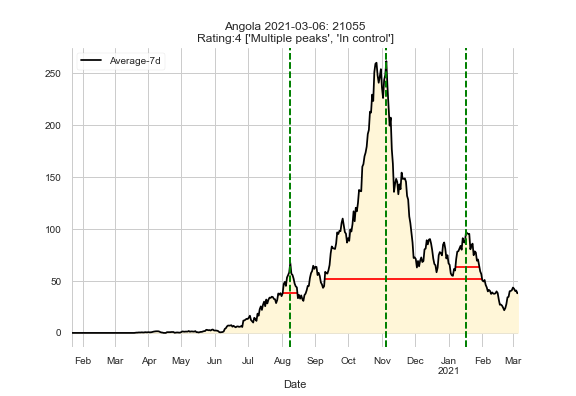 Angola 2021-03-06: 21055
Rating:4 ['Multiple peaks', 'In control']
Average-7d
250
200
150
100
50
0
Feb Mar Apr May Jun Jul Aug Sep Oct Nov Dec Jan Feb Mar
2021
Date